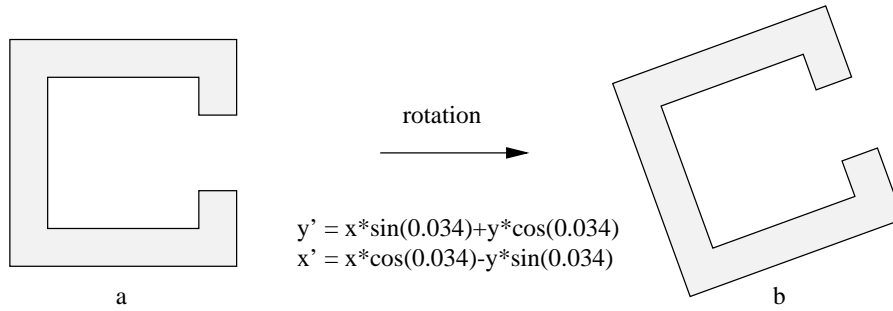 rotation
y’ = x*sin(0.034)+y*cos(0.034)
x’ = x*cos(0.034)-y*sin(0.034)
a
b